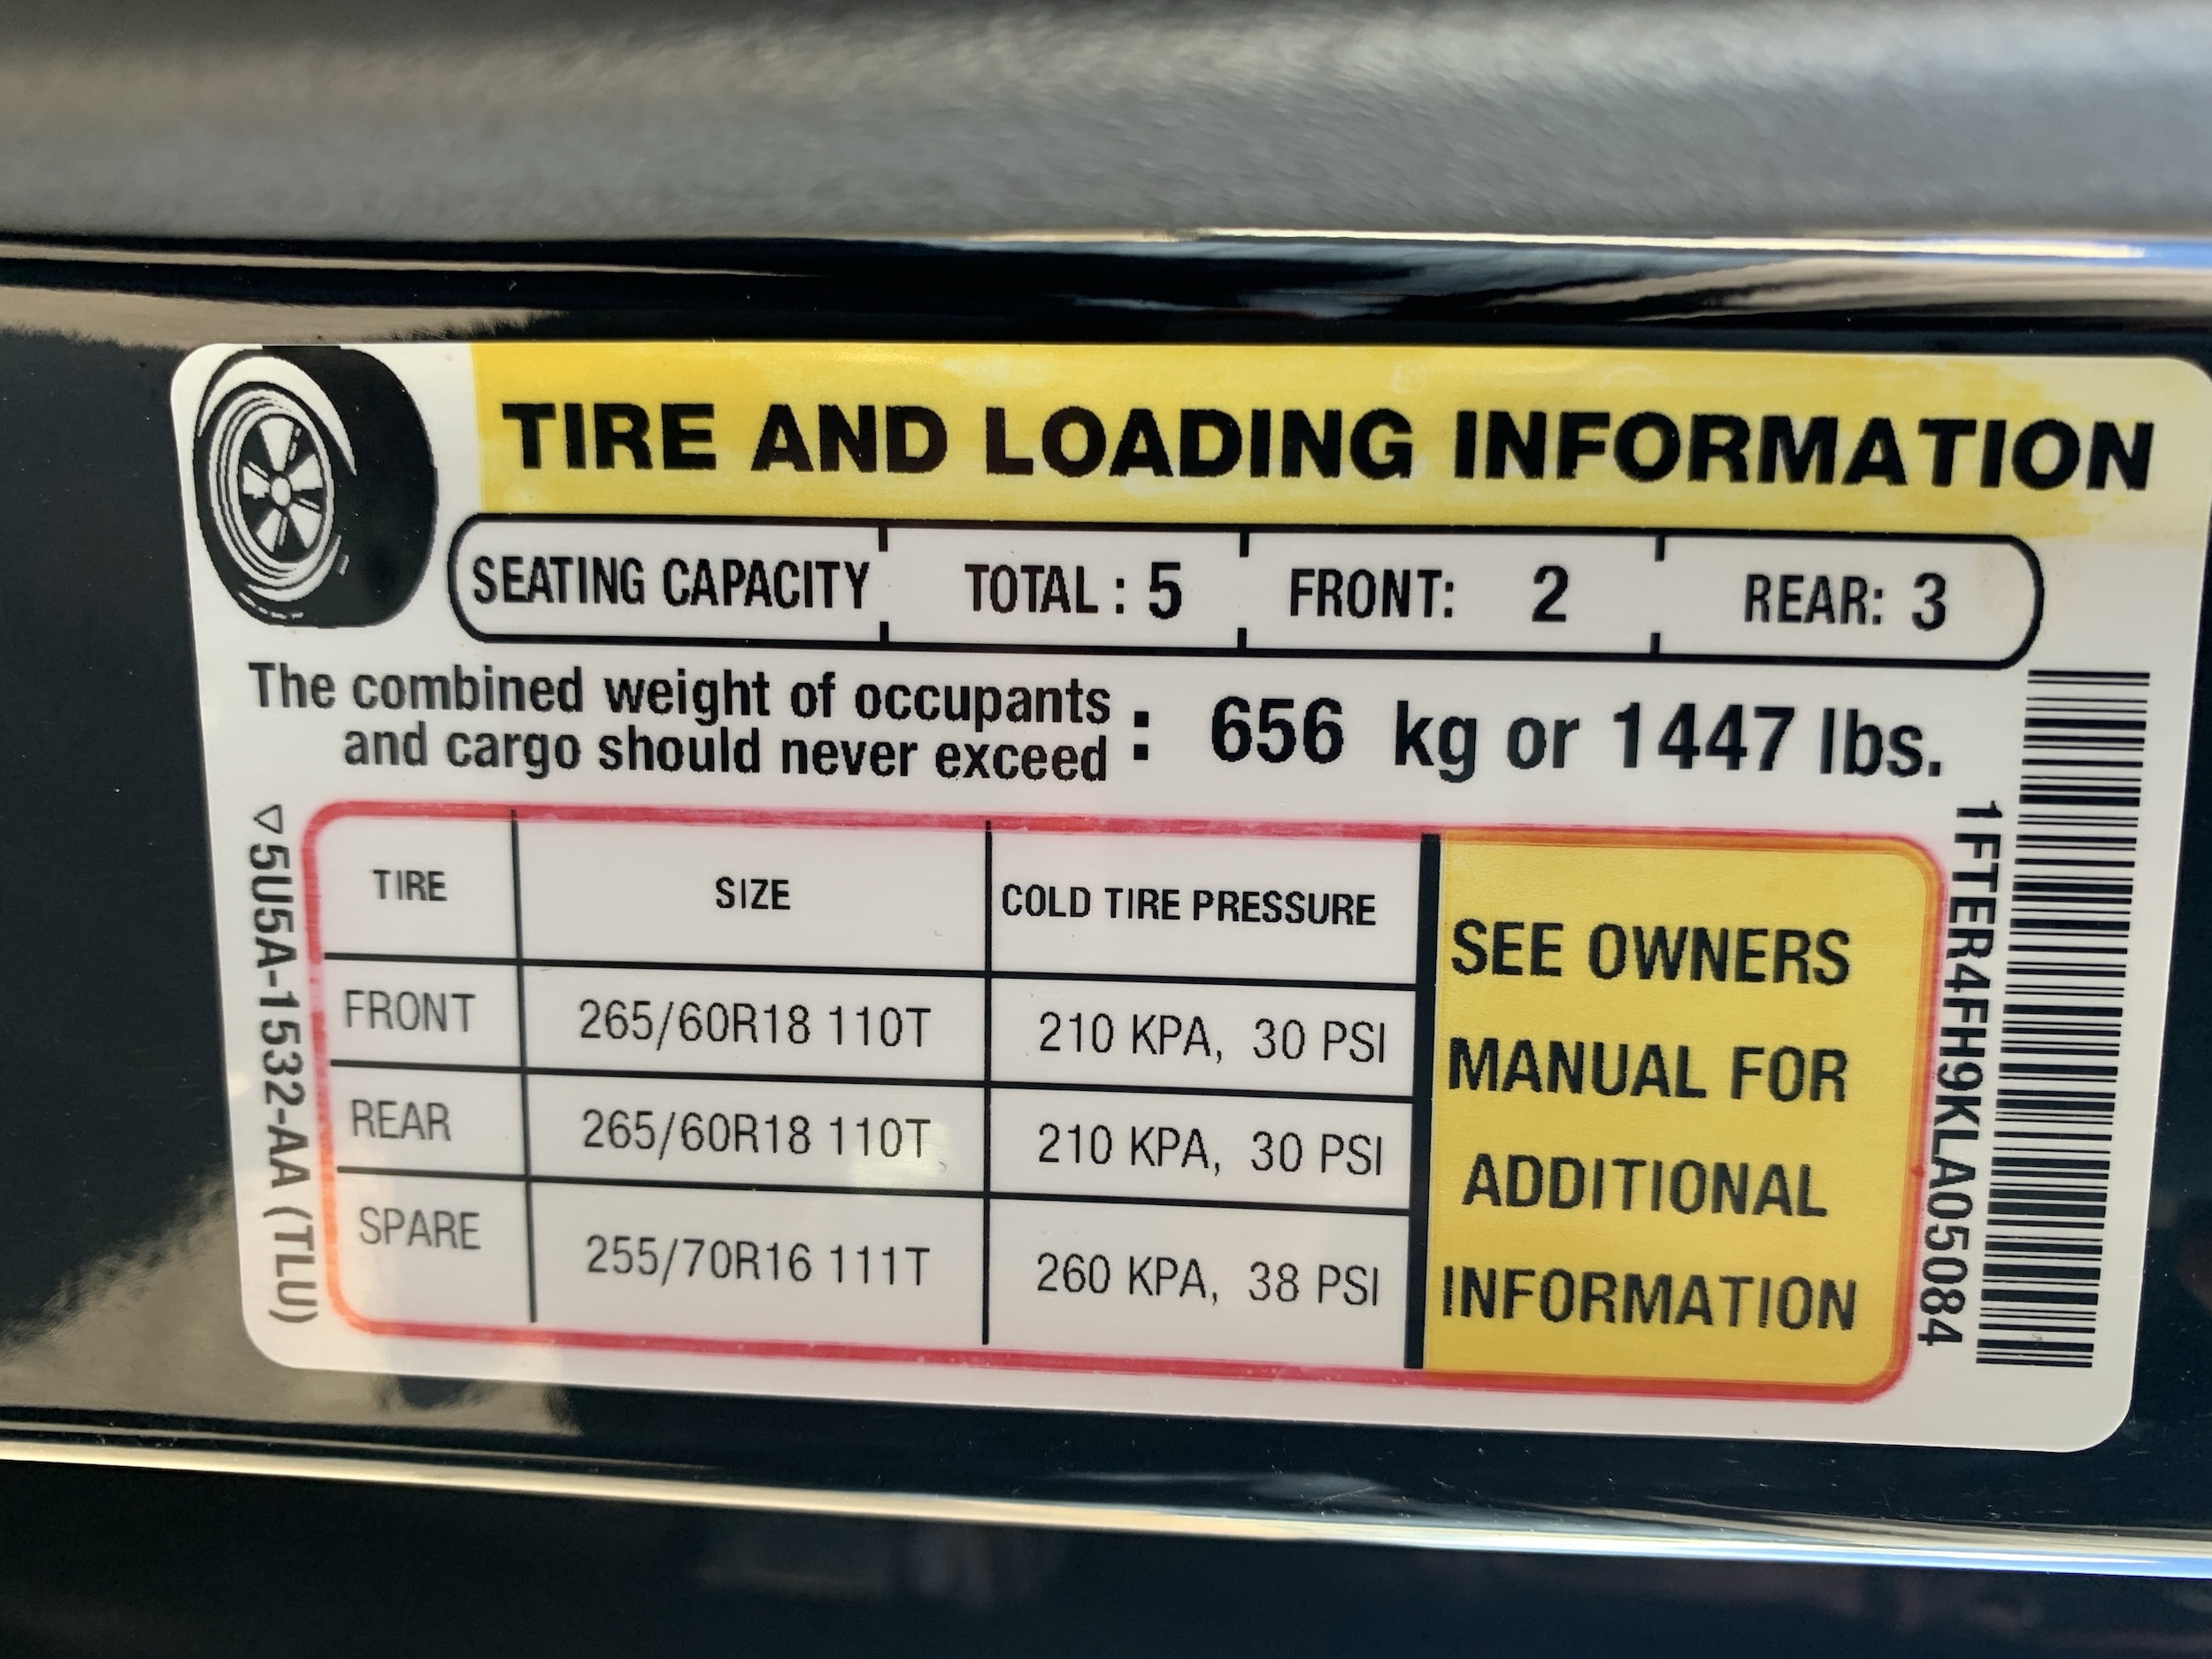 TIRE AND LOADING INFORMATION
SEATING CAPACITY TOTAL : 5 FRONT: 2 REAR: 3
The combined weight of occupants
and cargo should never exceed : 656 kg or 1447 lbs.
TIRE SIZE COLD TIRE PRESSURE
FRONT 265/60R18 110T 210 KPA, 30 PSI
REAR 265/60R18 110T 210 KPA, 30 PSI
SPARE 255/70R16 111T 260 KPA, 38 PSI
SEE OWNERS
MANUAL FOR
ADDITIONAL
INFORMATION
▽5U5A-1532-AA (TLU)
1FTER4FH9KLA05084